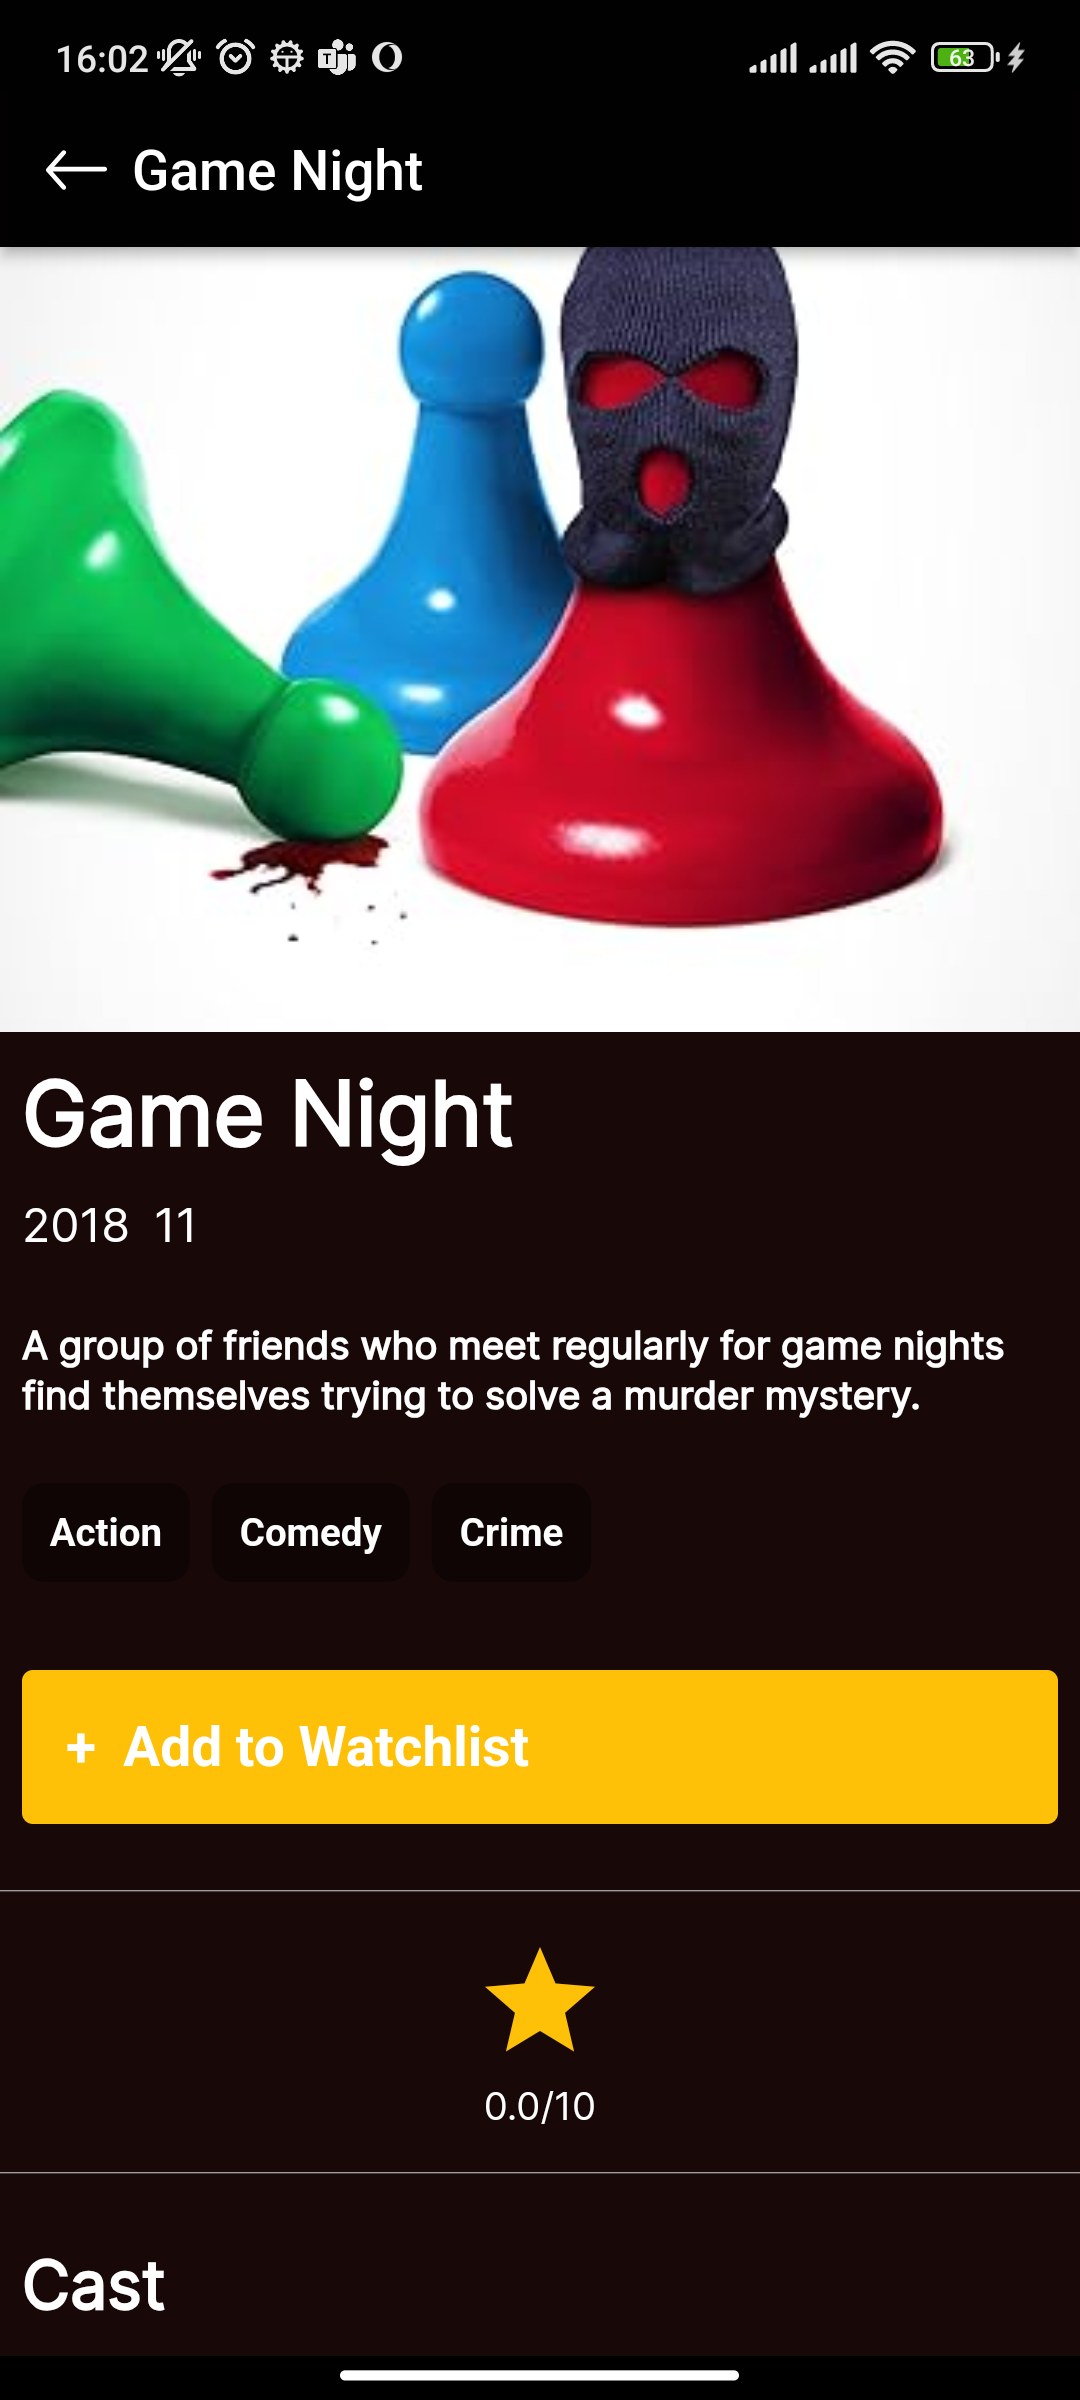 16:02
63
Game Night
Game Night
2018 11
A group of friends who meet regularly for game nights
find themselves trying to solve a murder mystery.
Action Comedy Crime
+ Add to Watchlist
0.0/10
Cast